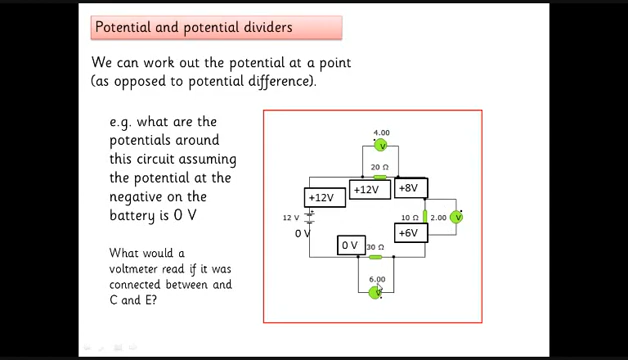 Potential and potential dividers
We can work out the potential at a point
(as opposed to potential difference).
e.g. what are the
potentials around
this circuit assuming
the potential at the
negative on the
battery is 0 V
What would a
voltmeter read if it was
connected between and
C and E?
4.00
V
20 Ω
+12V
+12V
+8V
12 V
10 Ω
2.00
V
0 V
+6V
0 V
30 Ω
6.00
V